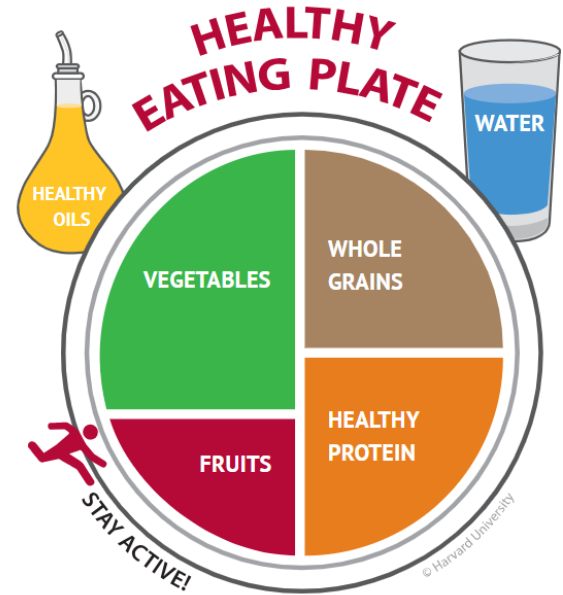 HEALTHY
EATING PLATE
HEALTHY
OILS
WATER
VEGETABLES
WHOLE
GRAINS
HEALTHY
PROTEIN
FRUITS
STAY ACTIVE!
© Harvard University